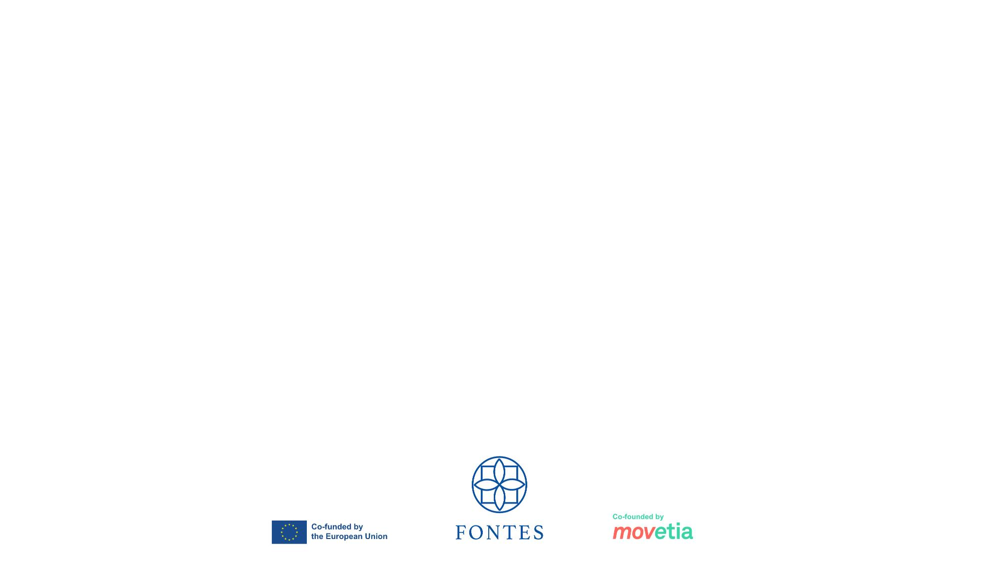 Co-funded by
the European Union
FONTES
Co-founded by
movetia